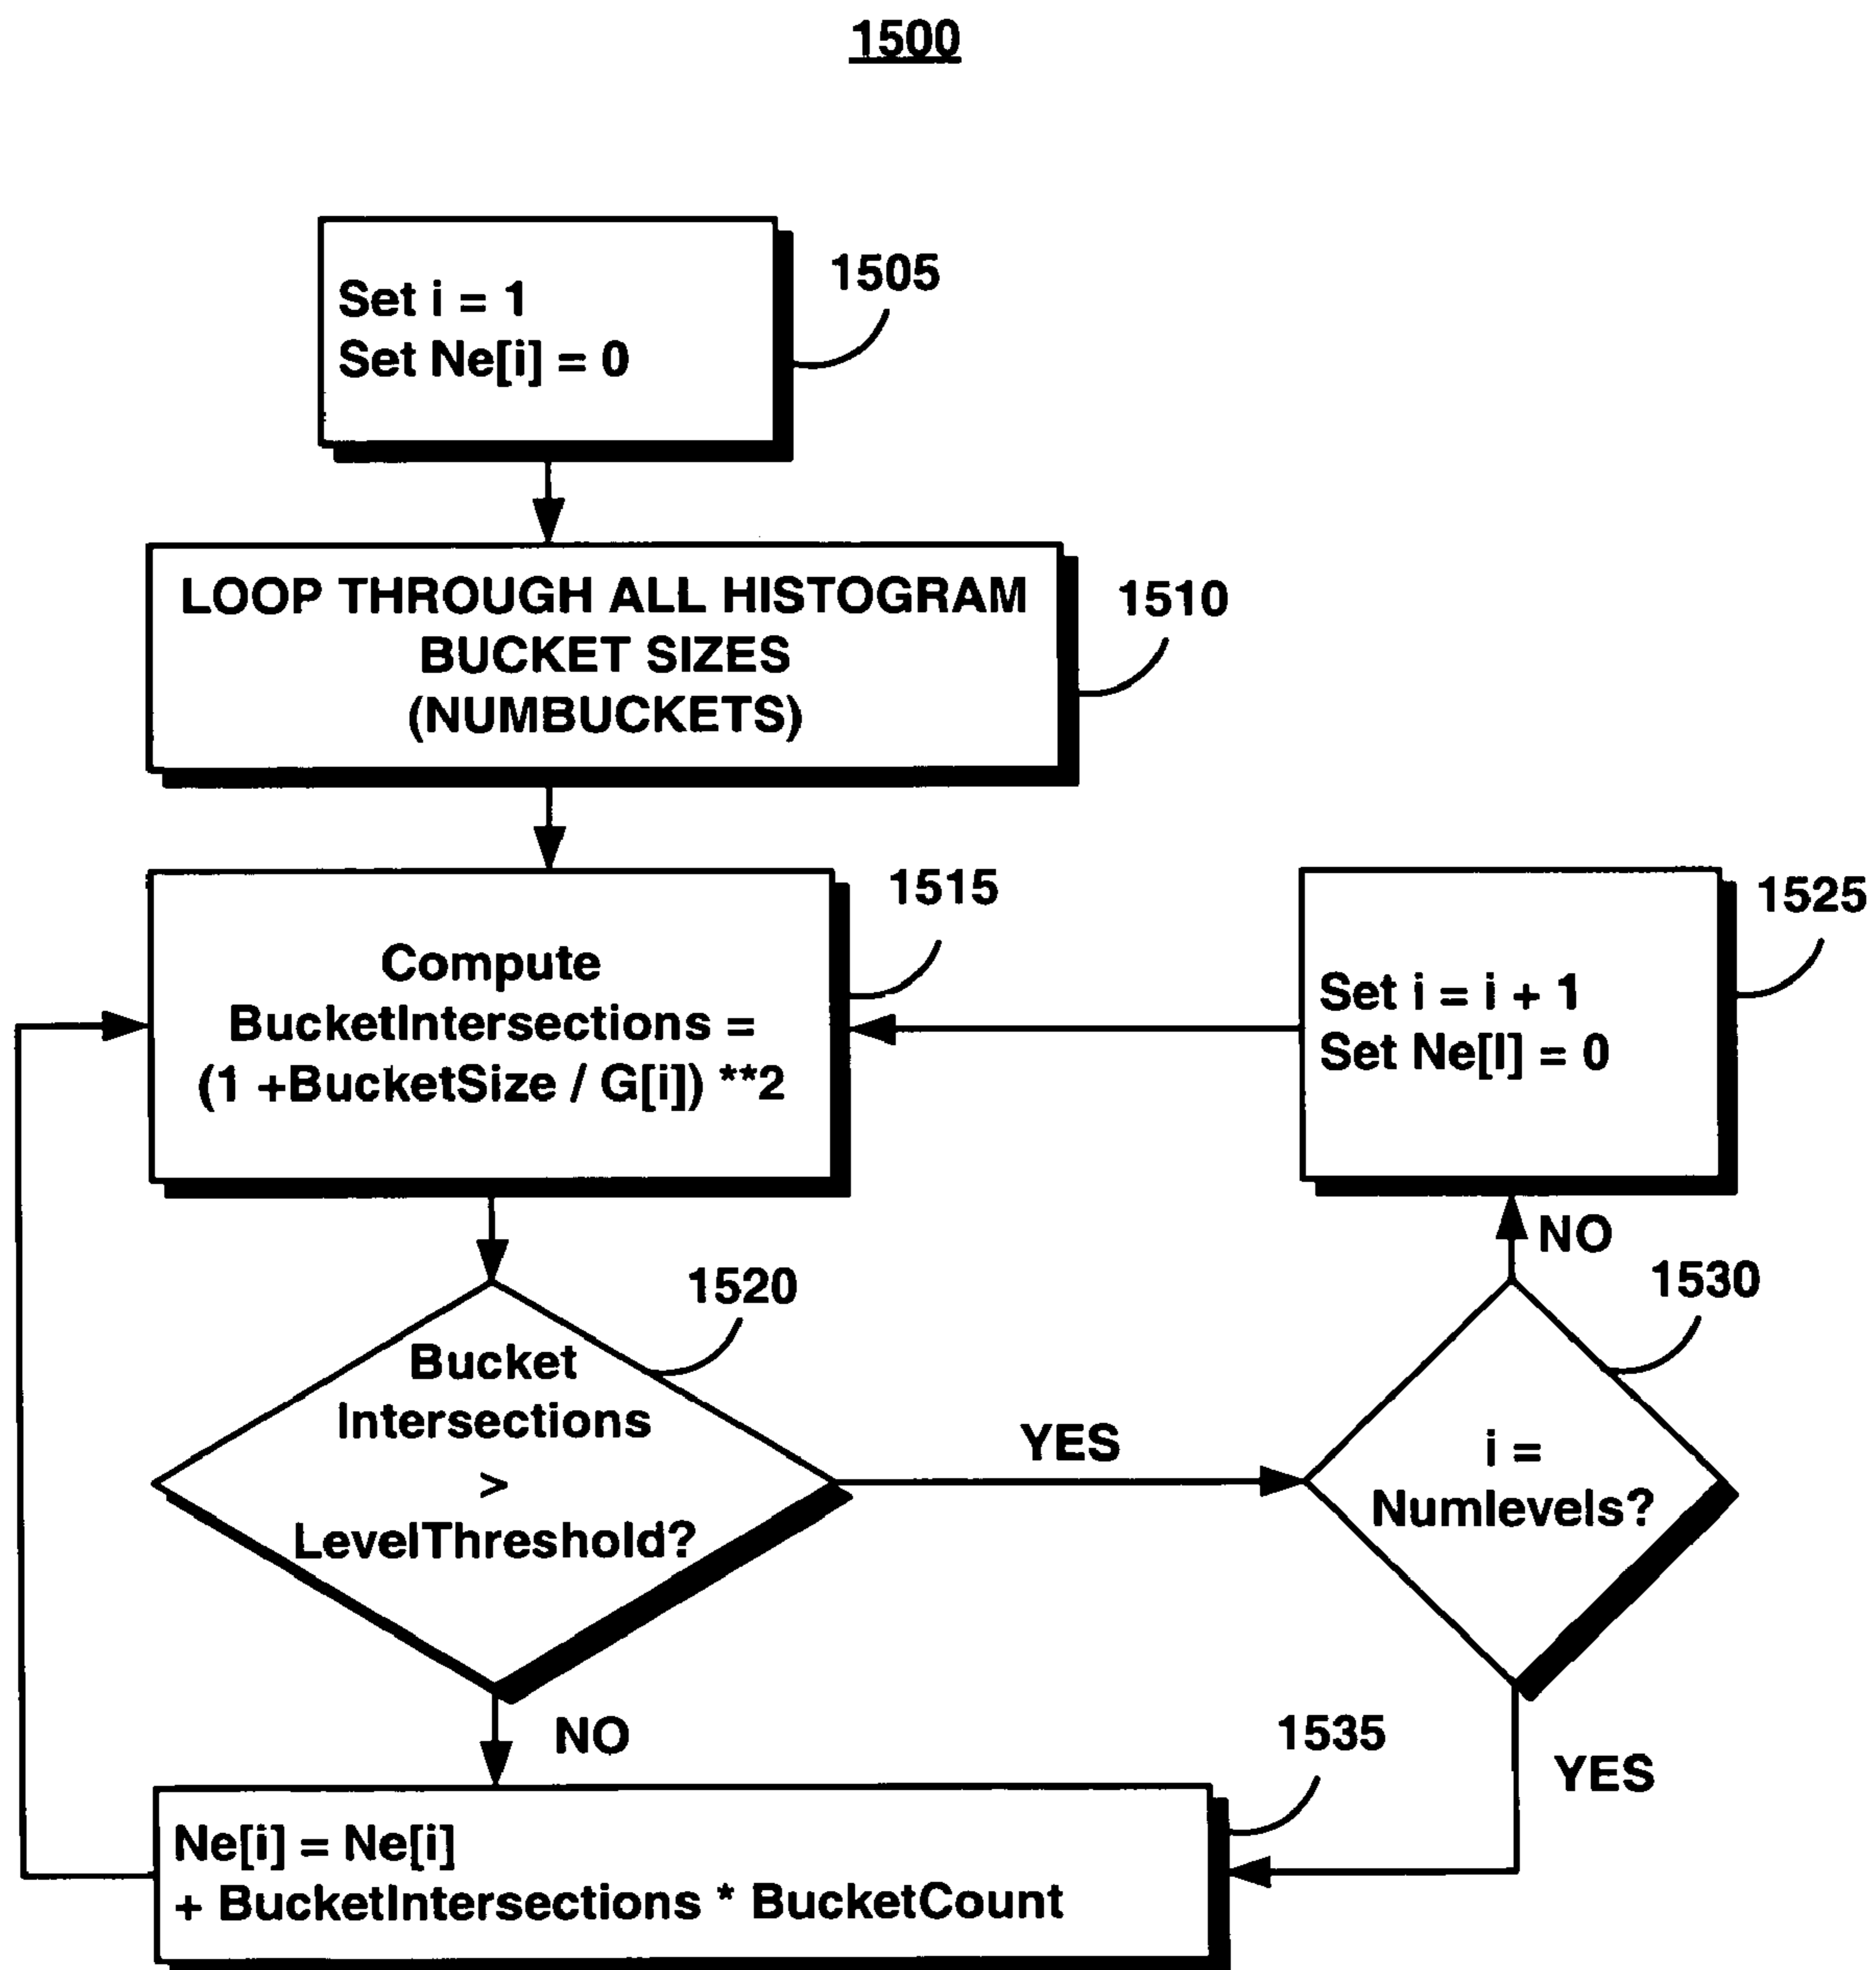 1500
Set i = 1
Set Ne[i] = 0
1505
LOOP THROUGH ALL HISTOGRAM
BUCKET SIZES
(NUMBUCKETS)
1510
Compute
BucketIntersections =
(1 +BucketSize / G[i]) **2
1515
Set i = i + 1
Set Ne[I] = 0
1525
NO
Bucket
Intersections
>
LevelThreshold?
1520
YES
i =
Numlevels?
1530
NO
YES
Ne[i] = Ne[i]
+ BucketIntersections * BucketCount
1535